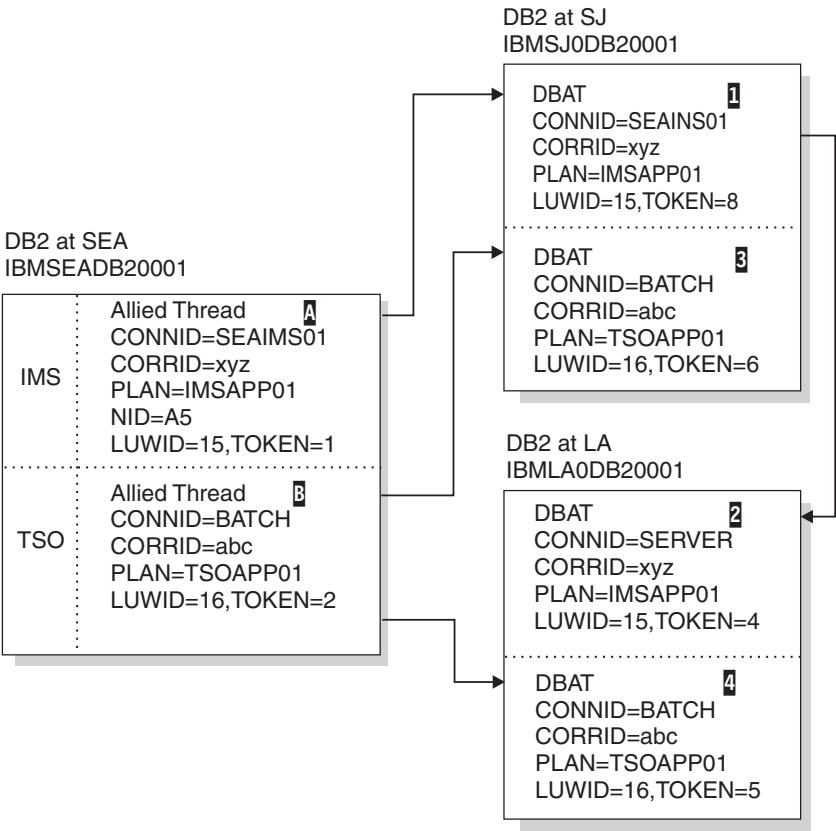 DB2 at SJ
IBMSJ0DB20001
DBAT 1
CONNID=SEAINS01
CORRID=xyz
PLAN=IMSAPP01
LUWID=15,TOKEN=8
DBAT 3
CONNID=BATCH
CORRID=abc
PLAN=TSOAPP01
LUWID=16,TOKEN=6
DB2 at SEA
IBMSEADB20001
IMS
Allied Thread A
CONNID=SEAIMS01
CORRID=xyz
PLAN=IMSAPP01
NID=A5
LUWID=15,TOKEN=1
TSO
Allied Thread B
CONNID=BATCH
CORRID=abc
PLAN=TSOAPP01
LUWID=16,TOKEN=2
DB2 at LA
IBMLA0DB20001
DBAT 2
CONNID=SERVER
CORRID=xyz
PLAN=IMSAPP01
LUWID=15,TOKEN=4
DBAT 4
CONNID=BATCH
CORRID=abc
PLAN=TSOAPP01
LUWID=16,TOKEN=5